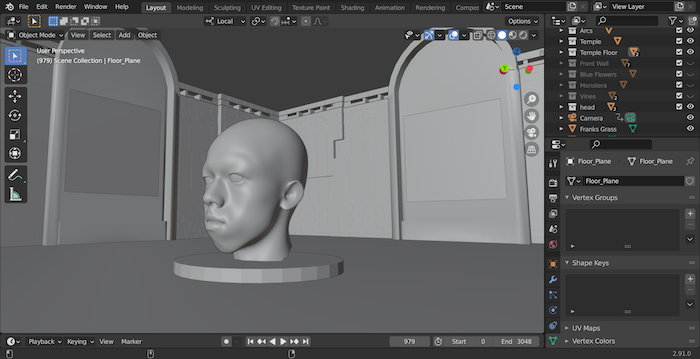 File Edit Render Window Help Layout Modeling Sculpting UV Editing Texture Paint Shading Animation Rendering Compos Scene View Layer
Local Options
Object Mode View Select Add Object
User Perspective
(979) Scene Collection | Floor_Plane
Arcs
Temple
Temple Floor
Front Wall
Blue Flowers
Monstera
Vines
head
Camera
Franks Grass
Floor_Plane Floor_Plane
Floor_Plane
Vertex Groups
Shape Keys
UV Maps
Vertex Colors
Playback Keying View Marker 979 Start 0 End 3048
2.91.0